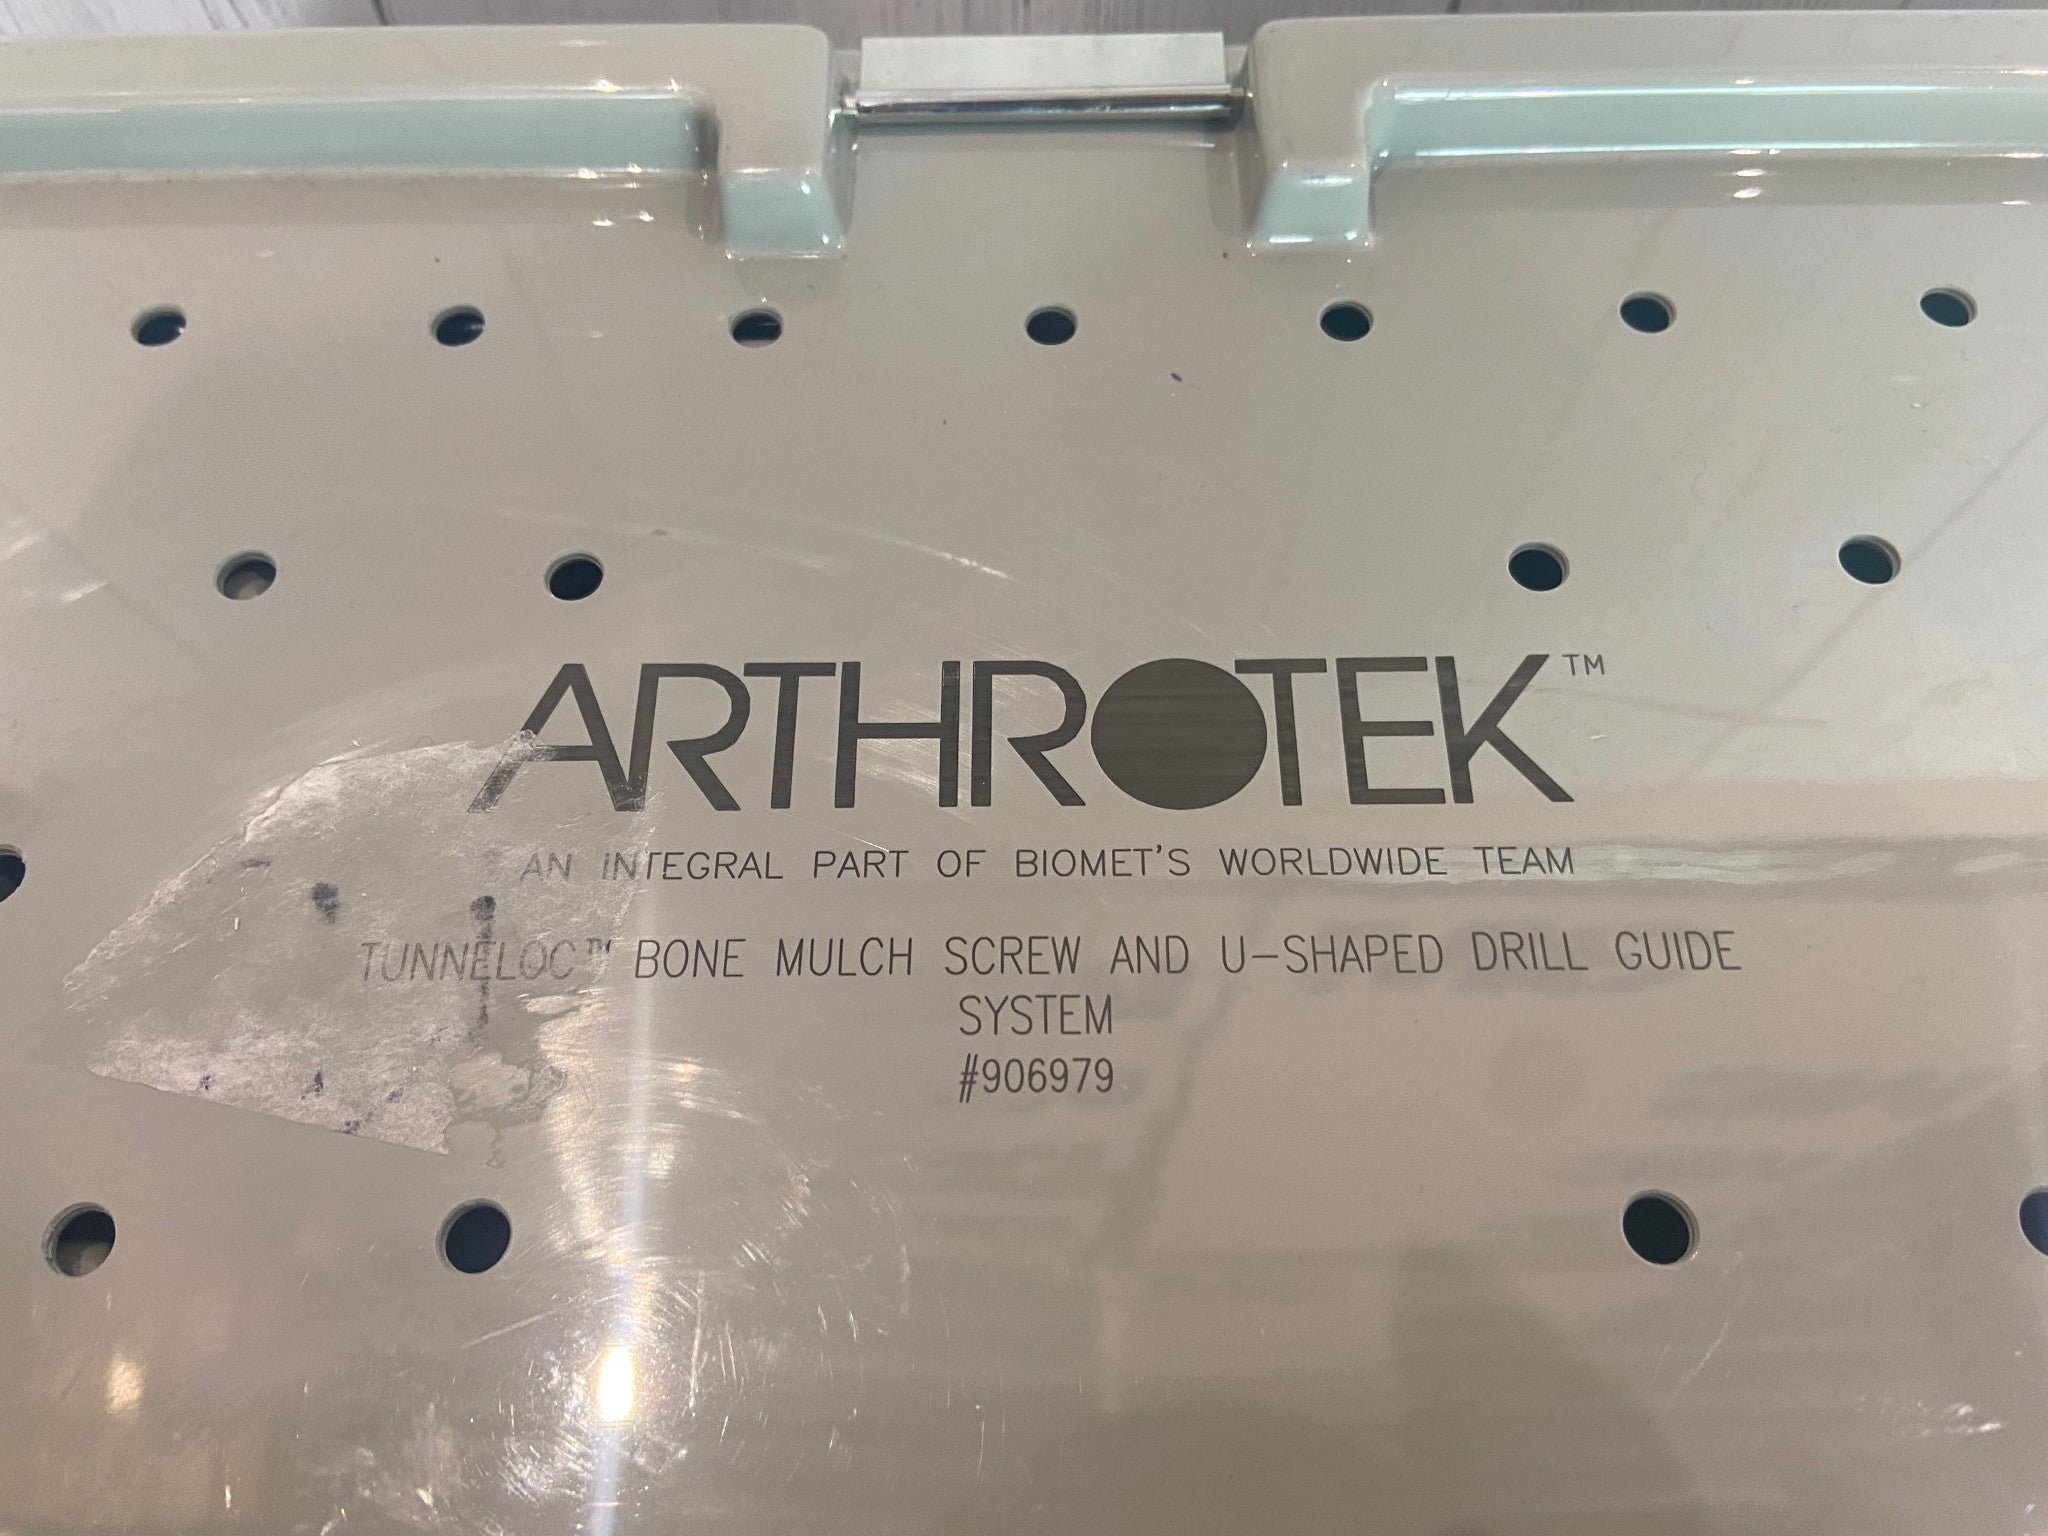 ARTHROTEK™
AN INTEGRAL PART OF BIOMET'S WORLDWIDE TEAM
TUNNELOC™ BONE MULCH SCREW AND U-SHAPED DRILL GUIDE
SYSTEM
#906979